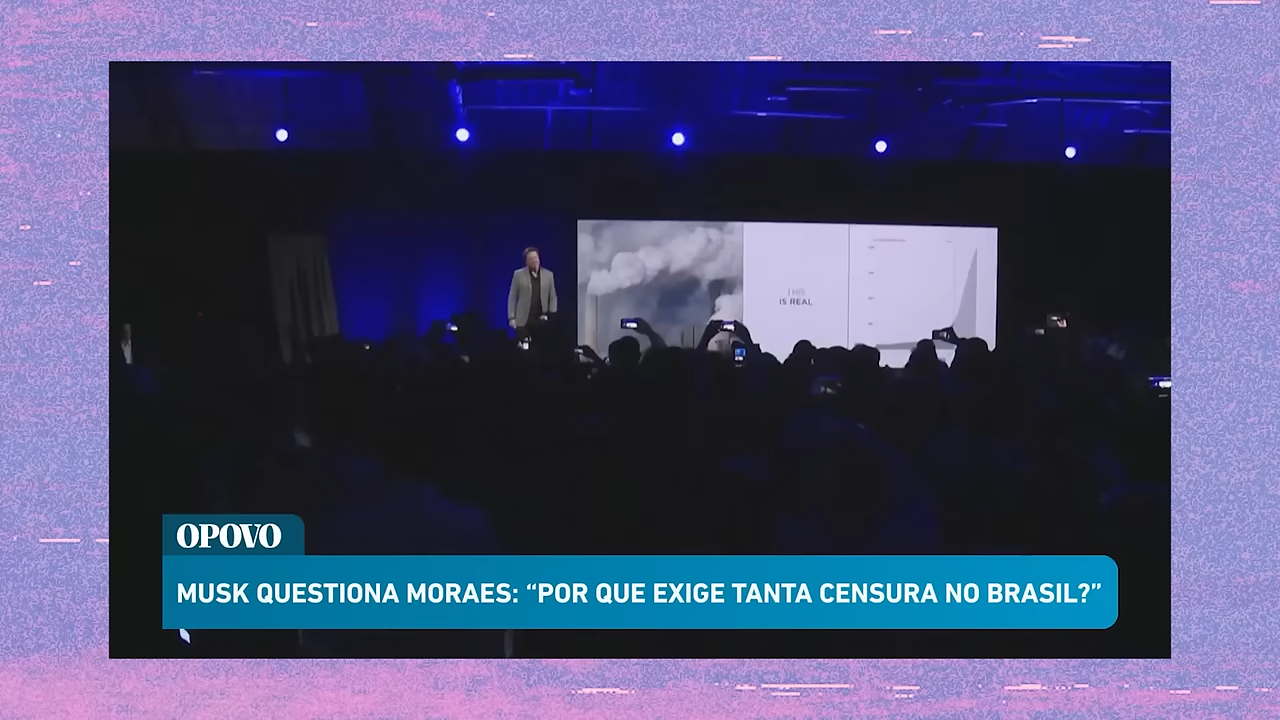 THIS
IS REAL
OPOVO
MUSK QUESTIONA MORAES: “POR QUE EXIGE TANTA CENSURA NO BRASIL?”